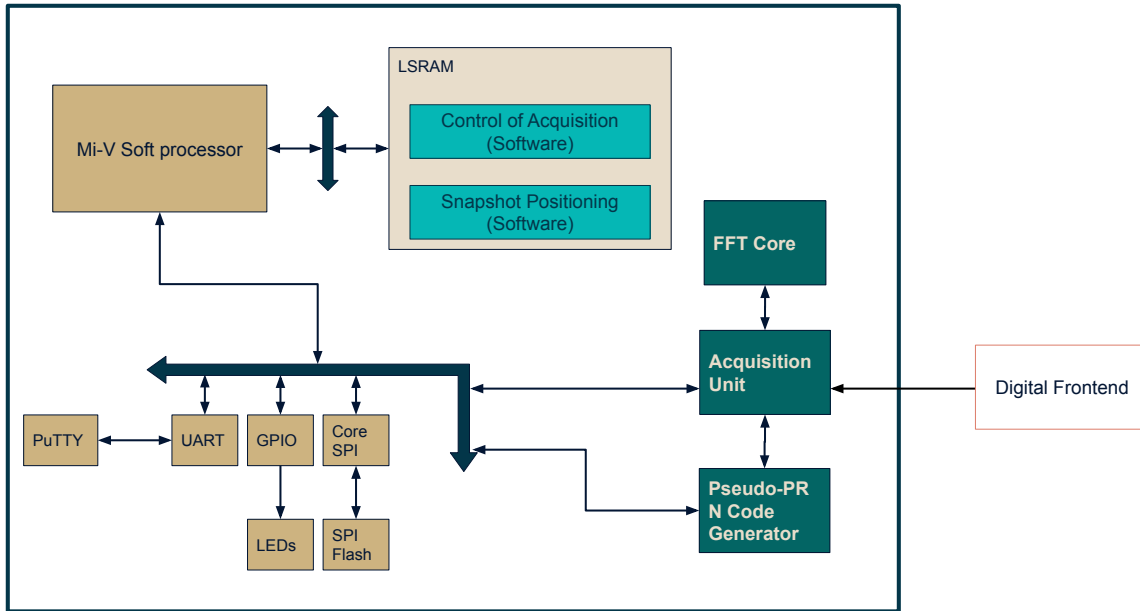 LSRAM
Control of Acquisition
(Software)
Mi-V Soft processor
Snapshot Positioning
(Software)
FFT Core
Acquisition
Unit
Digital Frontend
PuTTY
UART
GPIO
Core
SPI
Pseudo-PR
N Code
Generator
LEDs
SPI
Flash